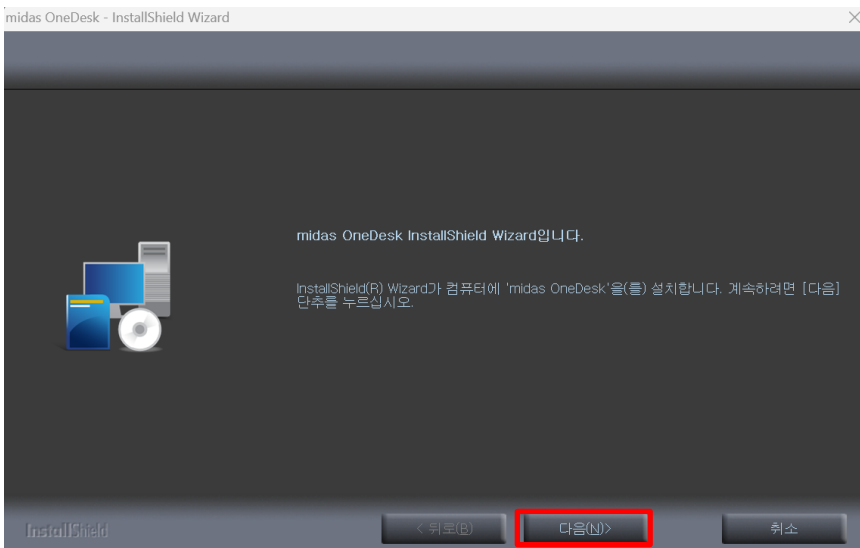 midas OneDesk - InstallShield Wizard
midas OneDesk InstallShield Wizard입니다.
InstallShield(R) Wizard가 컴퓨터에 'midas OneDesk'을(를) 설치합니다. 계속하려면 [다음]
단추를 누르십시오.
InstallShield
< 뒤로(B)
다음(N)>
취소